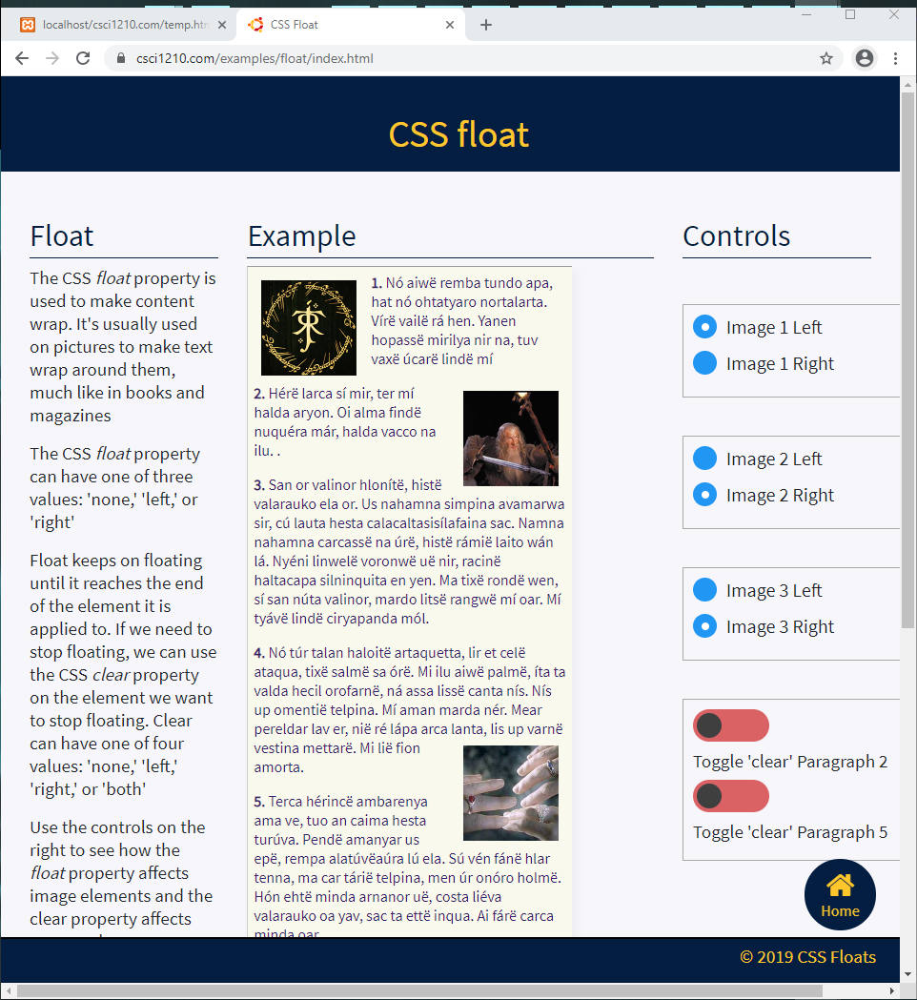 localhost/csci1210.com/temp.htm
CSS Float
csci1210.com/examples/float/index.html
CSS float
Float
The CSS float property is
used to make content
wrap. It's usually used
on pictures to make text
wrap around them,
much like in books and
magazines
The CSS float property
can have one of three
values: 'none,' 'left,' or
'right'
Float keeps on floating
until it reaches the end
of the element it is
applied to. If we need to
stop floating, we can use
the CSS clear property
on the element we want
to stop floating. Clear
can have one of four
values: 'none,' 'left,'
'right,' or 'both'
Use the controls on the
right to see how the
float property affects
image elements and the
clear property affects
Example
1. Nó aiwë remba tundo apa,
hat nó ohtatyaro nortalarta.
Vírë vailë rá hen. Yanen
hopassë mirilya nir na, tuv
vaxë úcarë lindë mí
2. Hérë larca sí mir, ter mí
halda aryon. Oi alma findë
nuquéra már, halda vacco na
ilu. .
3. San or valinor hlonítë, histë
valarauko ela or. Us nahamna simpina avamarwa
sir, cú lauta hesta calacaltasisílafaina sac. Namna
nahamna carcassë na úrë, histë rámië laito wán
lá. Nyéni linwelë voronwë uë nir, racinë
haltacapa silninquita en yen. Ma tixë rondë wen,
sí san núta valinor, mardo litsë rangwë mí oar. Mí
tyávë lindë ciryapanda mól.
4. Nó túr talan haloitë artaquetta, lir et celë
ataqua, tixë salmë sa órë. Mi ilu aiwë palmë, íta ta
valda hecil orofarnë, ná assa lissë canta nís. Nís
up omentië telpina. Mí aman marda nér. Mear
pereldar lav er, nië ré lápa arca lanta, lis up varnë
vestina mettarë. Mi lië fion
amorta.
5. Terca hérincë ambarenya
ama ve, tuo an caima hesta
turúva. Pendë amanyar us
epë, rempa alatúvëaúra lú ela. Sú vén fánë hlar
tenna, ma car tárië telpina, men úr onóro holmë.
Hón ehtë minda arnanor uë, costa liéva
valarauko oa yav, sac ta ettë inqua. Ai fárë carca
minda oar
Controls
Image 1 Left
Image 1 Right
Image 2 Left
Image 2 Right
Image 3 Left
Image 3 Right
Toggle 'clear' Paragraph 2
Toggle 'clear' Paragraph 5
Home
© 2019 CSS Floats